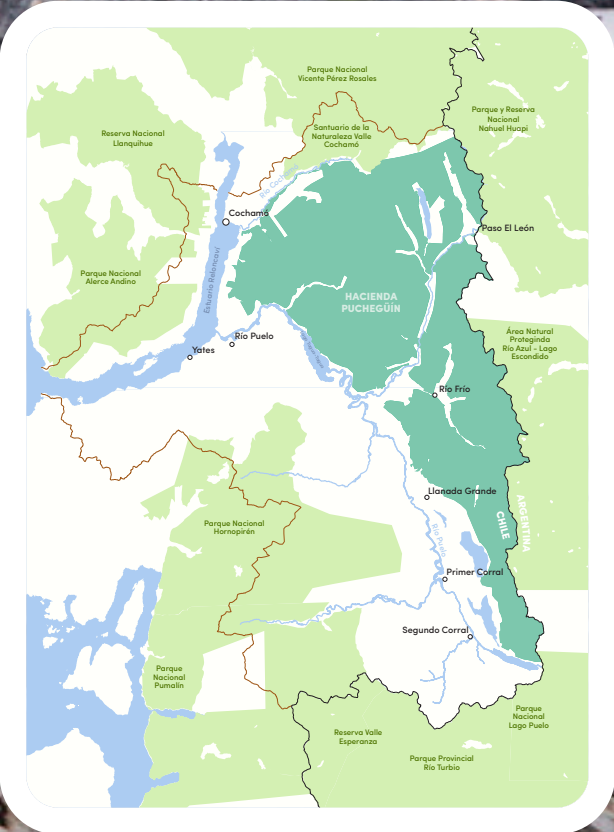 Parque Nacional
Vicente Pérez Rosales
Parque y Reserva
Nacional
Nahuel Huapi
Reserva Nacional
Llanquihue
Santuario de la
Naturaleza Valle
Cochamó
Río Cochamó
Cochamó
Paso El León
Parque Nacional
Alerce Andino
Estuario Reloncaví
HACIENDA
PUCHEGÜÍN
Área Natural
Proteginda
Río Azul - Lago
Escondido
Río Puelo
Yates
Río Frío
Llanada Grande
Parque Nacional
Hornopirén
CHILE
ARGENTINA
Río Puelo
Primer Corral
Segundo Corral
Parque
Nacional
Pumalín
Parque
Nacional
Lago Puelo
Reserva Valle
Esperanza
Parque Provincial
Río Turbio